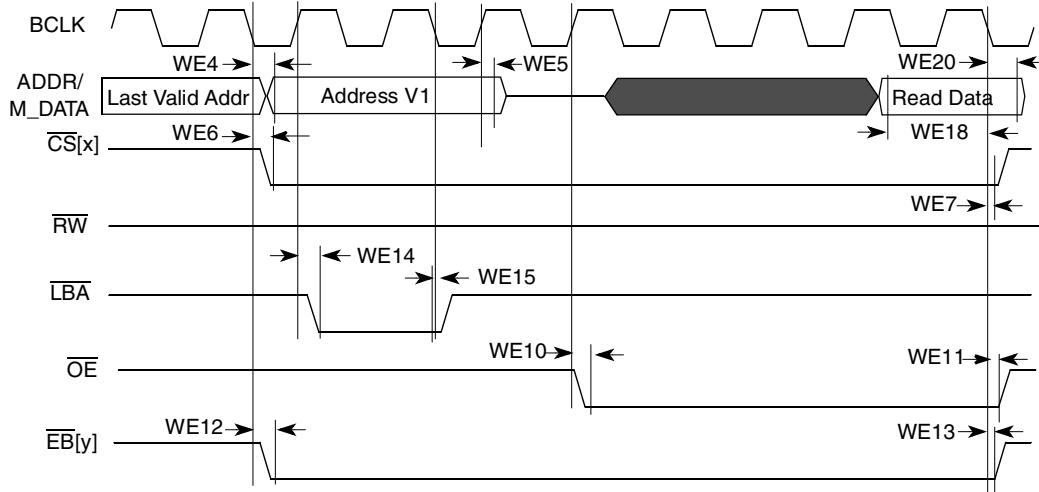 BCLK
WE4
WE5
WE20
ADDR/
M_DATA
Last Valid Addr
Address V1
Read Data
WE6
WE18
CS[x]
WE7
RW
WE14
WE15
LBA
WE10
WE11
OE
WE12
WE13
EB[y]